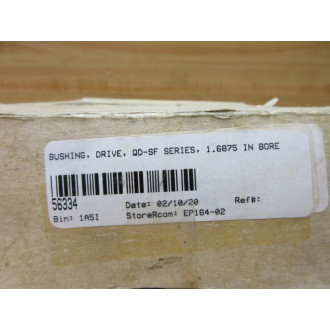 BUSHING, DRIVE, QD-SF SERIES, 1.6875 IN BORE
56334
Date: 02/10/20
Ref#:
Bin: 1A5I
StoreRoom: EP164-02